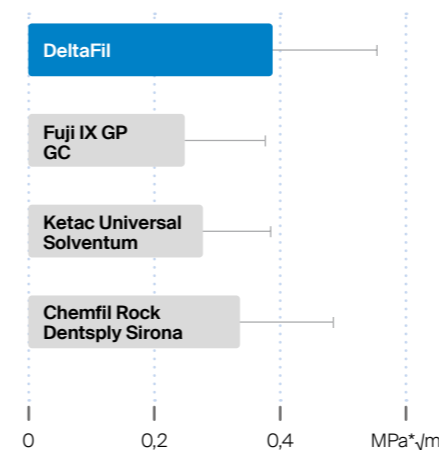 DeltaFil
Fuji IX GP
GC
Ketac Universal
Solventum
Chemfil Rock
Dentsply Sirona
0 0,2 0,4 MPa*√m